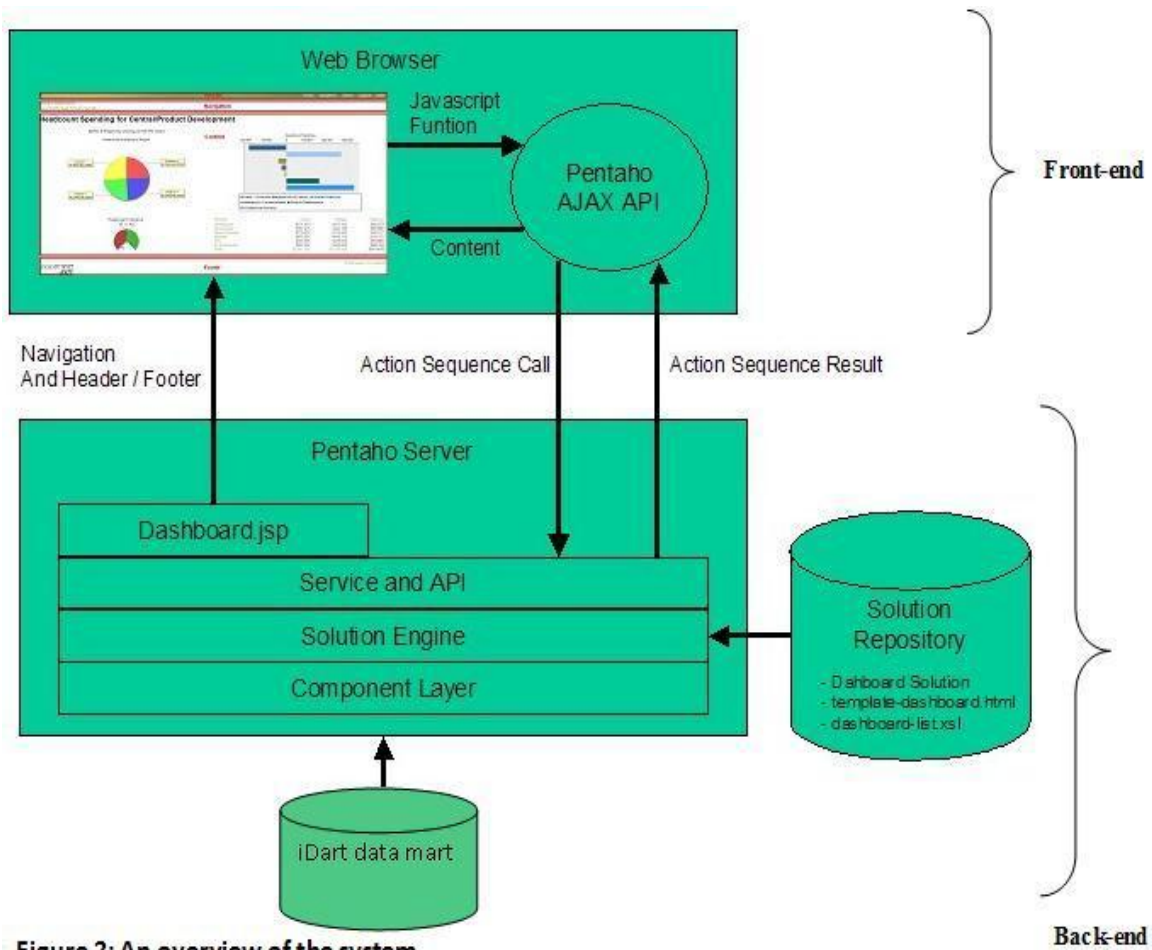 Web Browser
Navigation
Headcount Spending for Central/Product Development
Content
Footer
Javascript
Funtion
Pentaho
AJAX API
Content
Front-end
Navigation
And Header / Footer
Action Sequence Call
Action Sequence Result
Pentaho Server
Dashboard.jsp
Service and API
Solution Engine
Component Layer
Solution
Repository
- Dahboard Solution
- template-dashboard.html
- dashboard-list.xsl
iDart data mart
Back-end
Figure 2: An overview of the system